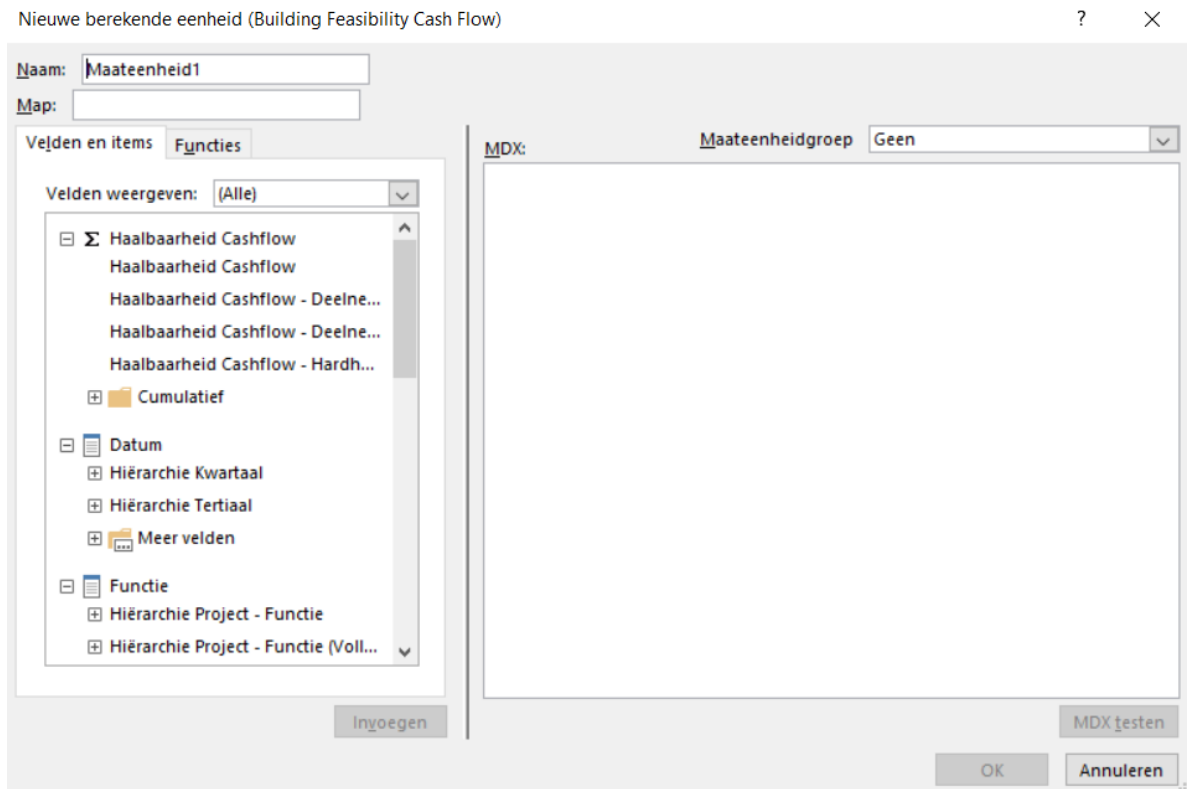 Nieuwe berekende eenheid (Building Feasibility Cash Flow)
?
Naam: Maateenheid1
Map:
Velden en items
Functies
Velden weergeven: (Alle)
Σ Haalbaarheid Cashflow
Haalbaarheid Cashflow
Haalbaarheid Cashflow - Deelne...
Haalbaarheid Cashflow - Deelne...
Haalbaarheid Cashflow - Hardh...
Cumulatief
Datum
Hiërarchie Kwartaal
Hiërarchie Tertiaal
Meer velden
Functie
Hiërarchie Project - Functie
Hiërarchie Project - Functie (Voll...
Invoegen
MDX:
Maateenheidgroep Geen
MDX testen
OK
Annuleren